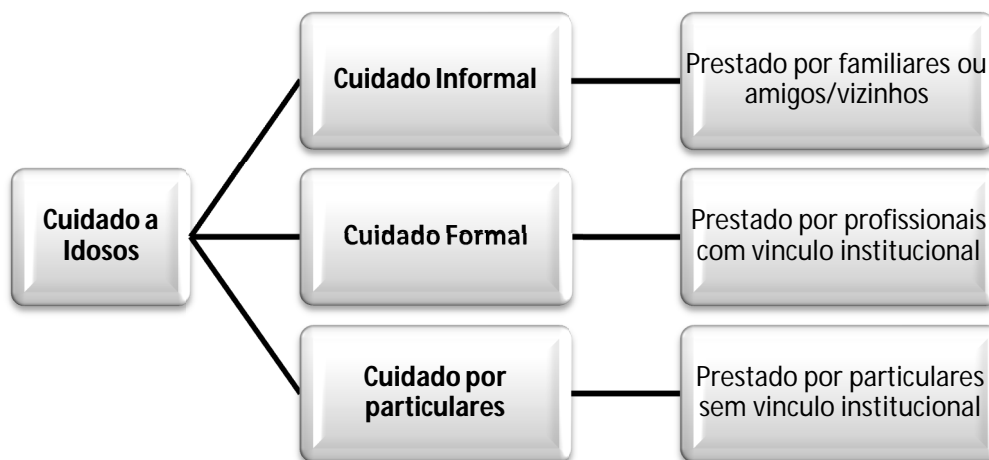 Cuidado a
Idosos
Cuidado Informal
Prestado por familiares ou
amigos/vizinhos
Cuidado Formal
Prestado por profissionais
com vinculo institucional
Cuidado por
particulares
Prestado por particulares
sem vinculo institucional